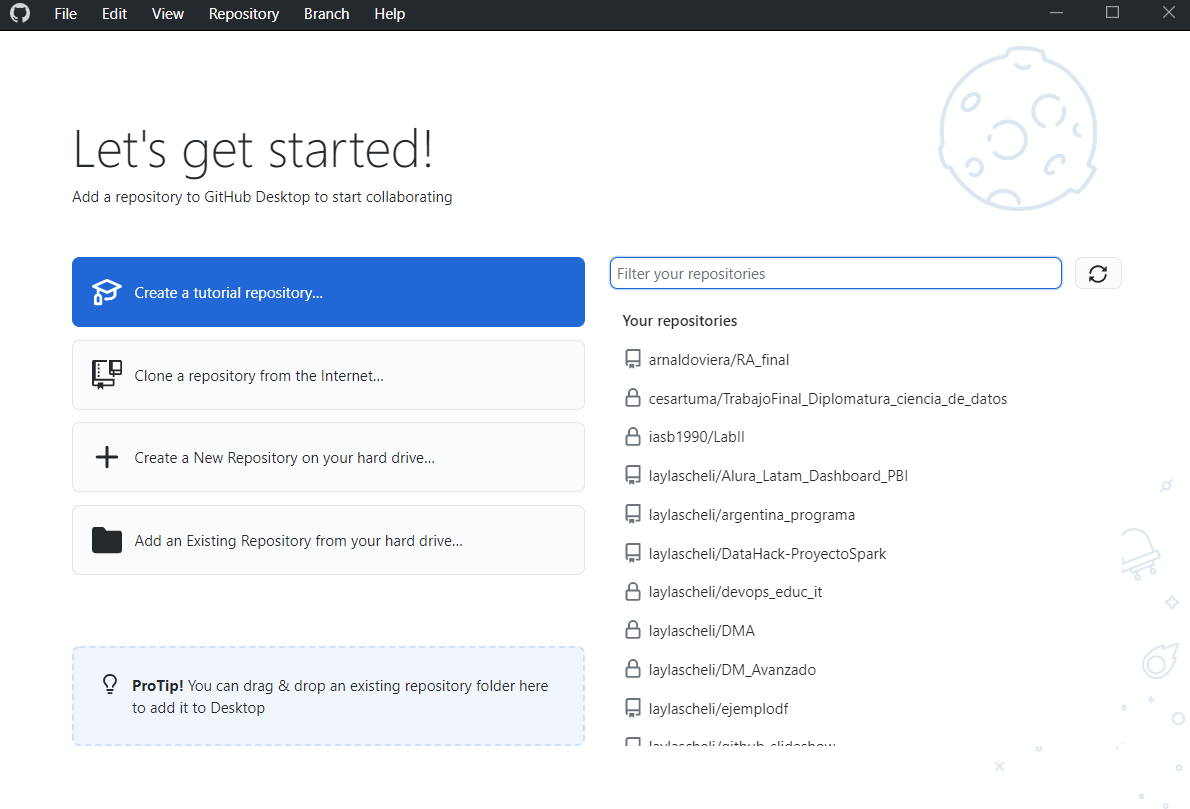 File Edit View Repository Branch Help
Let's get started!
Add a repository to GitHub Desktop to start collaborating
Create a tutorial repository...
Clone a repository from the Internet...
Create a New Repository on your hard drive...
Add an Existing Repository from your hard drive...
ProTip! You can drag & drop an existing repository folder here
to add it to Desktop
Filter your repositories
Your repositories
arnaldoviera/RA_final
cesartuma/TrabajoFinal_Diplomatura_ciencia_de_datos
iasb1990/LabII
laylascheli/Alura_Latam_Dashboard_PBI
laylascheli/argentina_programa
laylascheli/DataHack-ProyectoSpark
laylascheli/devops_educ_it
laylascheli/DMA
laylascheli/DM_Avanzado
laylascheli/ejemplodf
laylascheli/github-slideshow